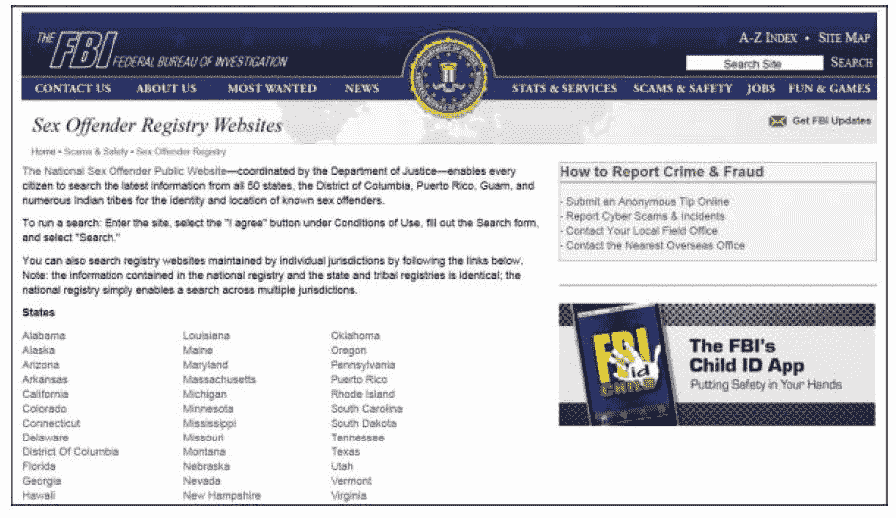 THE FBI FEDERAL BUREAU OF INVESTIGATION
A-Z INDEX • SITE MAP
Search Site SEARCH
CONTACT US ABOUT US MOST WANTED NEWS STATS & SERVICES SCAMS & SAFETY JOBS FUN & GAMES
Sex Offender Registry Websites
Get FBI Updates
Home • Scams & Safety • Sex Offender Registry
The National Sex Offender Public Website—coordinated by the Department of Justice—enables every
citizen to search the latest information from all 50 states, the District of Columbia, Puerto Rico, Guam, and
numerous Indian tribes for the identity and location of known sex offenders.
To run a search: Enter the site, select the "I agree" button under Conditions of Use, fill out the Search form,
and select "Search."
You can also search registry websites maintained by individual jurisdictions by following the links below.
Note: the information contained in the national registry and the state and tribal registries is identical; the
national registry simply enables a search across multiple jurisdictions.
States
Alabama
Alaska
Arizona
Arkansas
California
Colorado
Connecticut
Delaware
District Of Columbia
Florida
Georgia
Hawaii
Louisiana
Maine
Maryland
Massachusetts
Michigan
Minnesota
Mississippi
Missouri
Montana
Nebraska
Nevada
New Hampshire
Oklahoma
Oregon
Pennsylvania
Puerto Rico
Rhode Island
South Carolina
South Dakota
Tennessee
Texas
Utah
Vermont
Virginia
How to Report Crime & Fraud
- Submit an Anonymous Tip Online
- Report Cyber Scams & Incidents
- Contact Your Local Field Office
- Contact the Nearest Overseas Office
FBI
CHILD id
The FBI's
Child ID App
Putting Safety in Your Hands